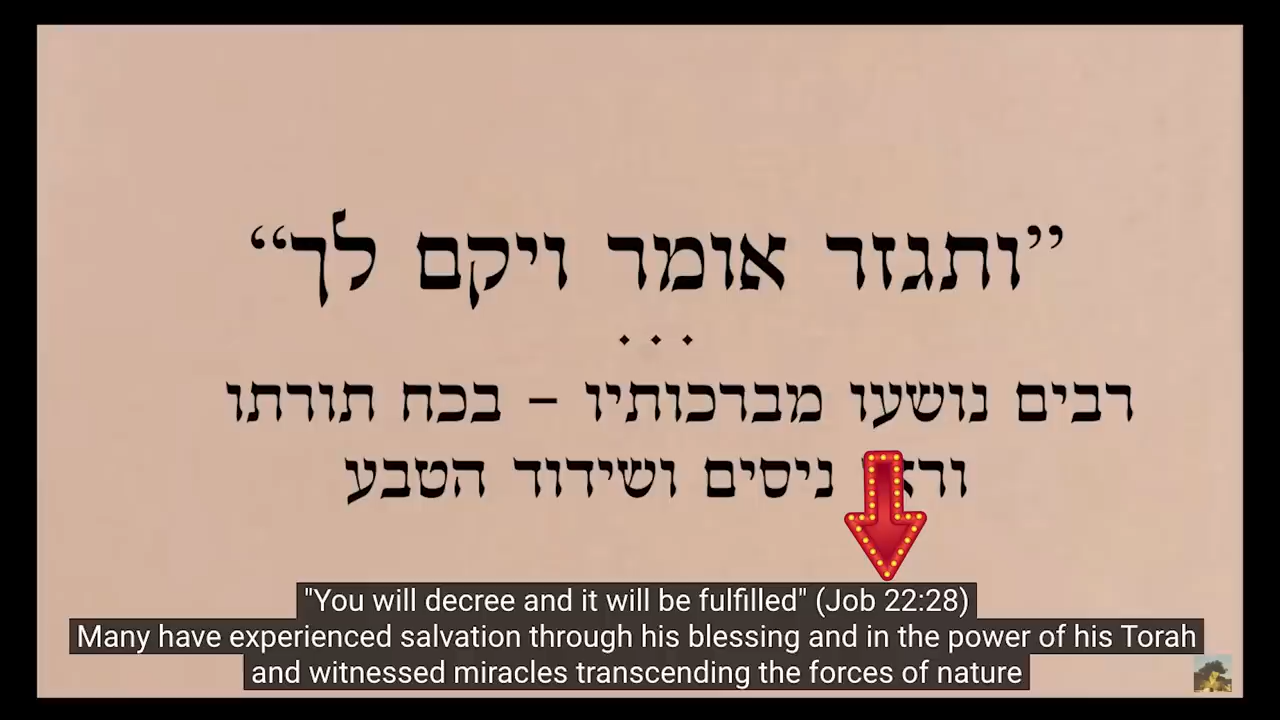 ”ותגזר אומר ויקם לך“
רבים נושעו מברכותיו – בכח תורתו
ניסים ושידוד הטבע
"You will decree and it will be fulfilled" (Job 22:28)
Many have experienced salvation through his blessing and in the power of his Torah
and witnessed miracles transcending the forces of nature